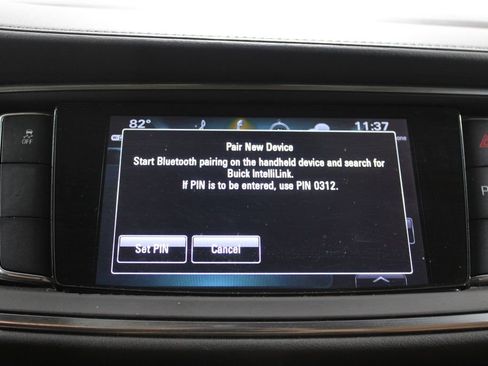 82°
11:37
OFF
Pair New Device
Start Bluetooth pairing on the handheld device and search for
Buick IntelliLink.
If PIN is to be entered, use PIN 0312.
Set PIN
Cancel